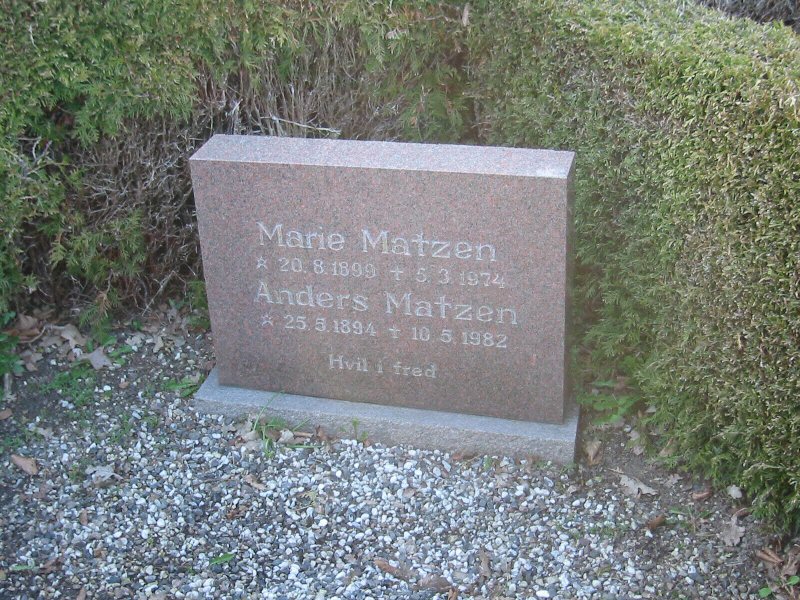 Marie Matzen
* 20.8.1899 + 5.3.1974
Anders Matzen
* 25.5.1894 + 10.5.1982
Hvil i fred